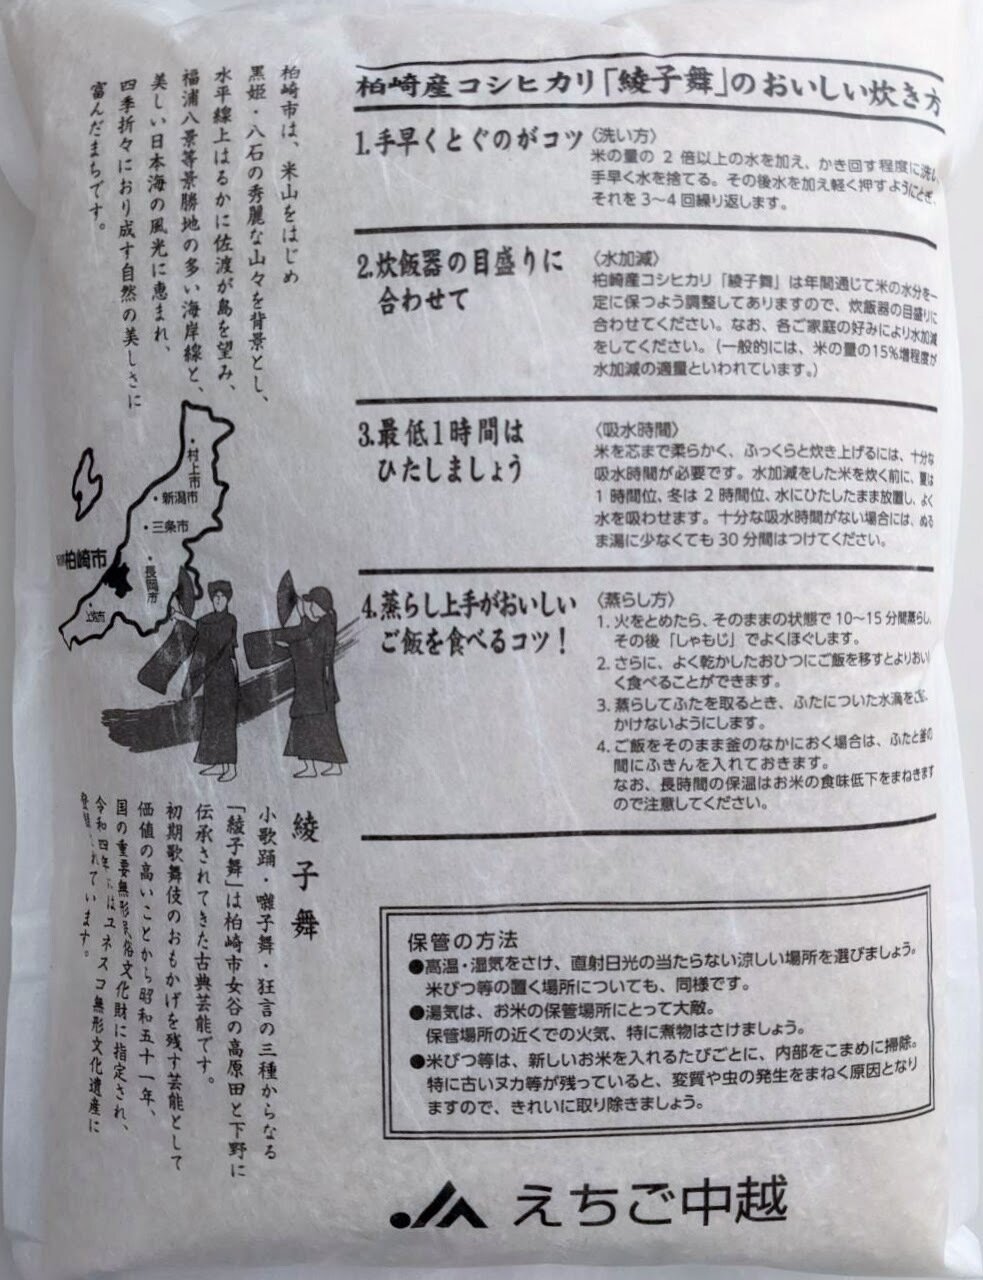 柏崎産コシヒカリ「綾子舞」のおいしい炊き方
1.手早くとぐのがコツ
〈洗い方〉
米の量の 2 倍以上の水を加え、かき回す程度に洗い
手早く水を捨てる。その後水を加え軽く押すようにとぎ、
それを 3～4 回繰り返します。
2.炊飯器の目盛りに
合わせて
〈水加減〉
柏崎産コシヒカリ「綾子舞」は年間通じて米の水分を一
定に保つよう調整してありますので、炊飯器の目盛りに
合わせてください。なお、各ご家庭の好みにより水加減
をしてください。(一般的には、米の量の15%増程度が
水加減の適量といわれています。)
3.最低1時間は
ひたしましょう
〈吸水時間〉
米を芯まで柔らかく、ふっくらと炊き上げるには、十分な
吸水時間が必要です。水加減をした米を炊く前に、夏は
1 時間位、冬は 2 時間位、水にひたしたまま放置し、よく
水を吸わせます。十分な吸水時間がない場合には、ぬる
ま湯に少なくても 30 分間はつけてください。
4.蒸らし上手がおいしい
ご飯を食べるコツ！
〈蒸らし方〉
1. 火をとめたら、そのままの状態で 10～15 分間蒸らし、
その後「しゃもじ」でよくほぐします。
2. さらに、よく乾かしたおひつにご飯を移すとよりおいし
く食べることができます。
3. 蒸らしてふたを取るとき、ふたについた水滴をご飯に
かけないようにします。
4. ご飯をそのまま釜のなかにおく場合は、ふたと釜の
間にふきんを入れておきます。
なお、長時間の保温はお米の食味低下をまねきます
ので注意してください。
柏崎市は、米山をはじめ
黒姫・八石の秀麗な山々を背景とし、
水平線上はるかに佐渡が島を望み、
福浦八景等景勝地の多い海岸線と、
美しい日本海の風光に恵まれ、
四季折々におり成す自然の美しさに
富んだまちです。
・村上市
・新潟市
・三条市
柏崎市
・長岡市
綾子舞
小歌踊・囃子舞・狂言の三種からなる
「綾子舞」は柏崎市女谷の高原田と下野に
伝承されてきた古典芸能です。
初期歌舞伎のおもかげを残す芸能として
価値の高いことから昭和五十一年、
国の重要無形民俗文化財に指定され、
令和四年にはユネスコ無形文化遺産に
登録されています。
保管の方法
●高温・湿気をさけ、直射日光の当たらない涼しい場所を選びましょう。
米びつ等の置く場所についても、同様です。
●湯気は、お米の保管場所にとって大敵。
保管場所の近くでの火気、特に煮物はさけましょう。
●米びつ等は、新しいお米を入れるたびごとに、内部をこまめに掃除。
特に古いヌカ等が残っていると、変質や虫の発生をまねく原因となり
ますので、きれいに取り除きましょう。
JA えちご中越